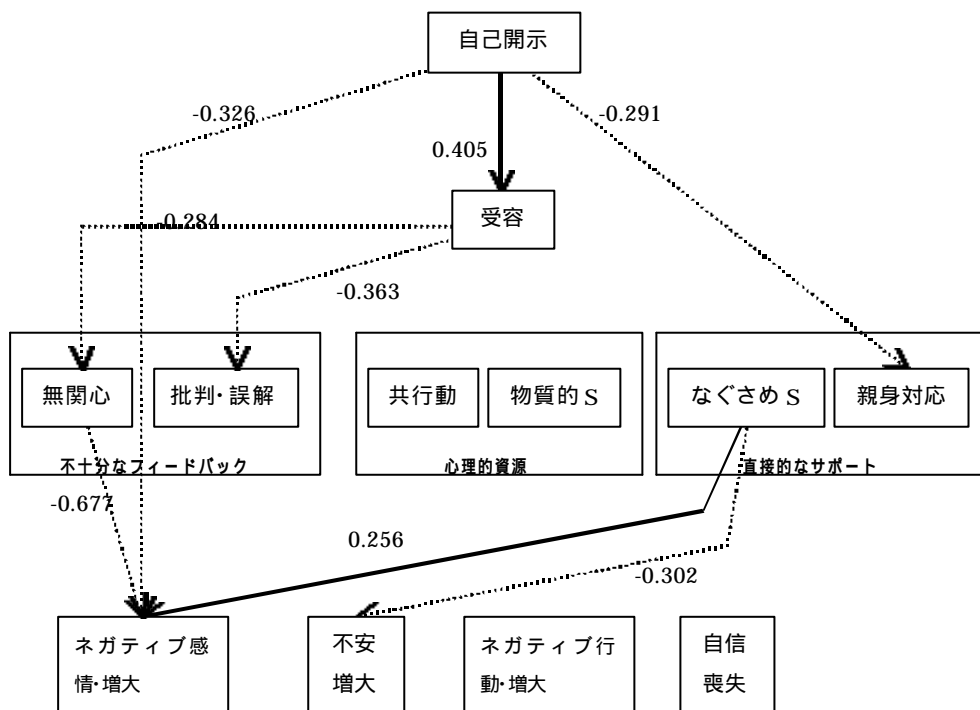 自己開示
-0.326
-0.291
0.405
受容
-0.284
-0.363
無関心
批判・誤解
共行動
物質的S
なぐさめS
親身対応
不十分なフィードバック
心理的資源
直接的なサポート
-0.677
0.256
-0.302
ネガティブ感
情・増大
不安
増大
ネガティブ行
動・増大
自信
喪失